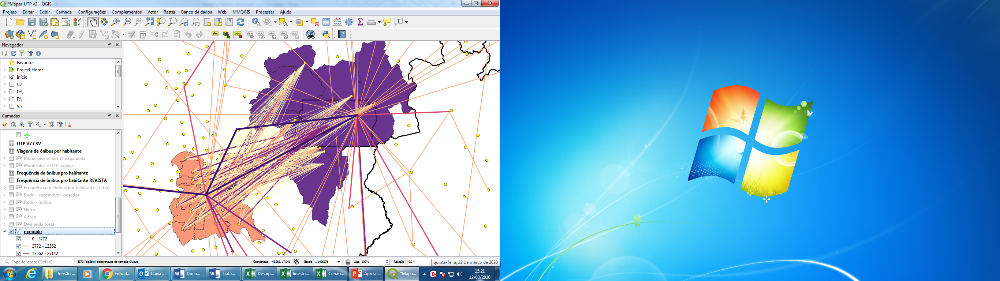 *Mapas UTP v2 - QGIS
Projeto Editar Exibir Camada Configurações Complementos Vetor Raster Banco de dados Web MMQGIS Processar Ajuda
Navegador
Favoritos
Project Home
Início
C:\
D:\
F:\
V:\
Camadas
UTP V7 CSV
Viagens de ônibus por habitante
Municipios e matriz expandida
Municipios e UTP copiar
Frequência de ônibus pro habitante
Frequência de ônibus pro habitante REVISTA
Frequência de ônibus por habitante [5566]
Rodo - automóvel+pesados
Rodo - ônibus
Hidro
Aéreo
Demanda total
exemplo
0 - 3772
3772 - 13562
13562 - 27142
Type to locate (Ctrl+K) 5570 feição(s) selecionadas na camada Cidade. Coordenada -45.982,-17.048 Escala 1:1496276 Lupa 100% Rotação 0,0 °
quinta-feira, 12 de março de 2020
Versão ... Entrad... Caixa ... Docu... Trata... Desagr... linestri... Cenári... Aprese... *Mapa...
15:21
12/03/2020